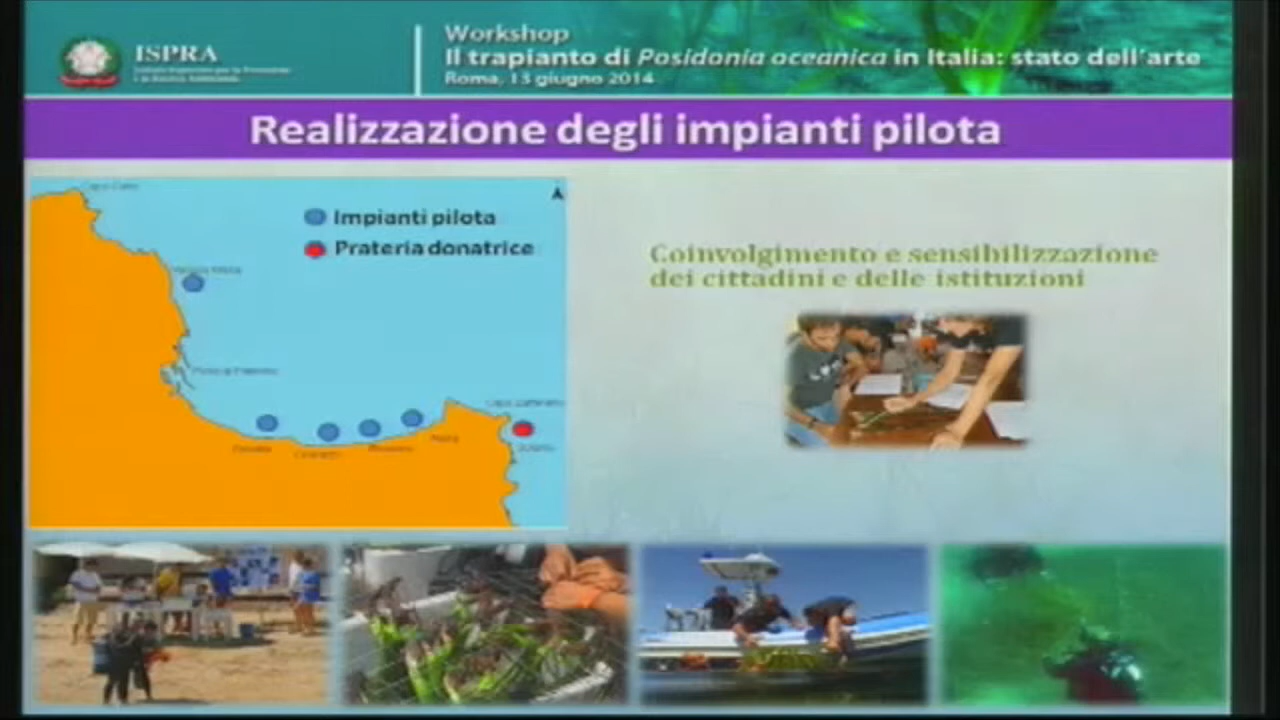 ISPRA
Workshop
Il trapianto di Posidonia oceanica in Italia: stato dell'arte
Roma, 13 giugno 2014
Realizzazione degli impianti pilota
Impianti pilota
Prateria donatrice
Coinvolgimento e sensibilizzazione
dei cittadini e delle istituzioni